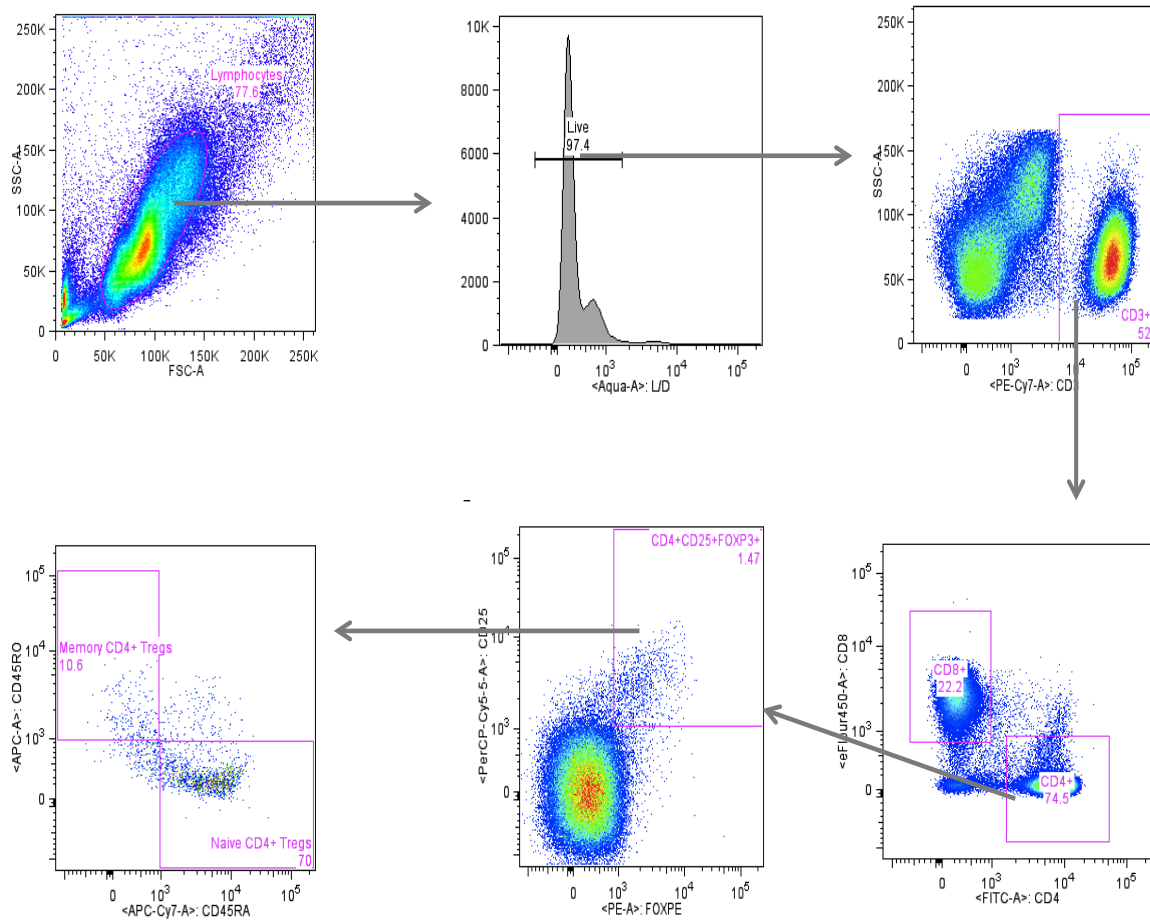 250K
200K
150K
100K
50K
0
SSC-A
Lymphocytes
77.6
0 50K 100K 150K 200K 250K
FSC-A
10K
8000
6000
4000
2000
0
Live
97.4
0 10³ 10⁴ 10⁵
<Aqua-A>: L/D
250K
200K
150K
100K
50K
0
SSC-A
CD3+
52
0 10³ 10⁴ 10⁵
<PE-Cy7-A>: CD
10⁵
10⁴
10³
0
<APC-A>: CD45RO
Memory CD4+ Tregs
10.6
Naive CD4+ Tregs
70
0 10³ 10⁴ 10⁵
<APC-Cy7-A>: CD45RA
10⁵
10⁴
10³
0
<PerCP-Cy5-5-A>: CD25
CD4+CD25+FOXP3+
1.47
0 10³ 10⁴ 10⁵
<PE-A>: FOXPE
10⁵
10⁴
10³
0
<eFlour450-A>: CD8
CD8+
22.2
CD4+
74.5
0 10³ 10⁴ 10⁵
<FITC-A>: CD4